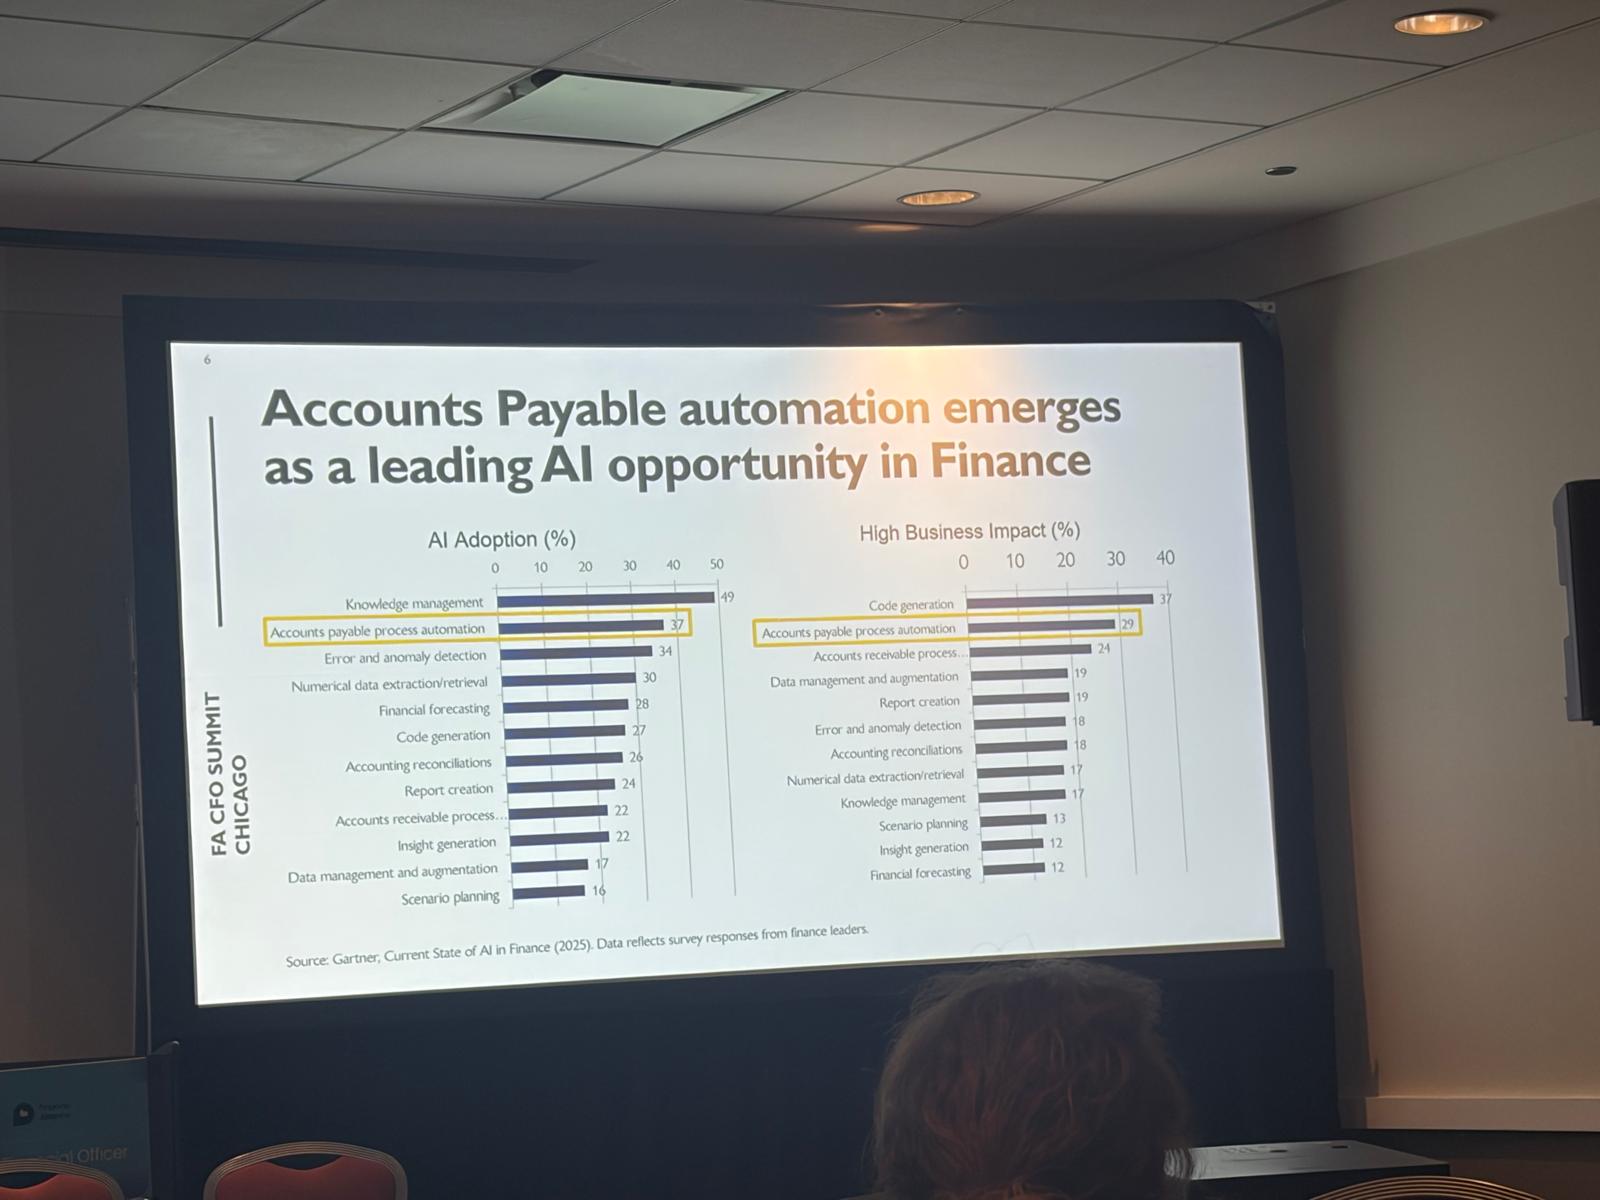 6
Accounts Payable automation emerges
as a leading AI opportunity in Finance
FA CFO SUMMIT
CHICAGO
AI Adoption (%)
0 10 20 30 40 50
Knowledge management 49
Accounts payable process automation 37
Error and anomaly detection 34
Numerical data extraction/retrieval 30
Financial forecasting 28
Code generation 27
Accounting reconciliations 26
Report creation 24
Accounts receivable process... 22
Insight generation 22
Data management and augmentation 17
Scenario planning 16
High Business Impact (%)
0 10 20 30 40
Code generation 37
Accounts payable process automation 29
Accounts receivable process... 24
Data management and augmentation 19
Report creation 19
Error and anomaly detection 18
Accounting reconciliations 18
Numerical data extraction/retrieval 17
Knowledge management 17
Scenario planning 13
Insight generation 12
Financial forecasting 12
Source: Gartner, Current State of AI in Finance (2025). Data reflects survey responses from finance leaders.
Officer